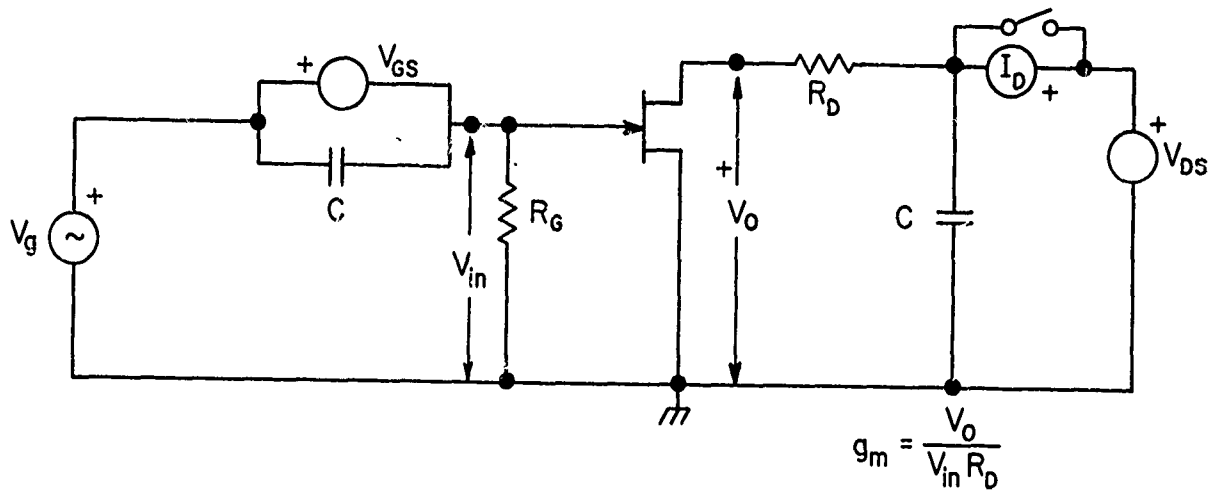 + V_GS
C
+
V_g ~
V_in
R_G
+
V_O
R_D
I_D
+
C
+
V_DS
g_m = V_O / V_in R_D